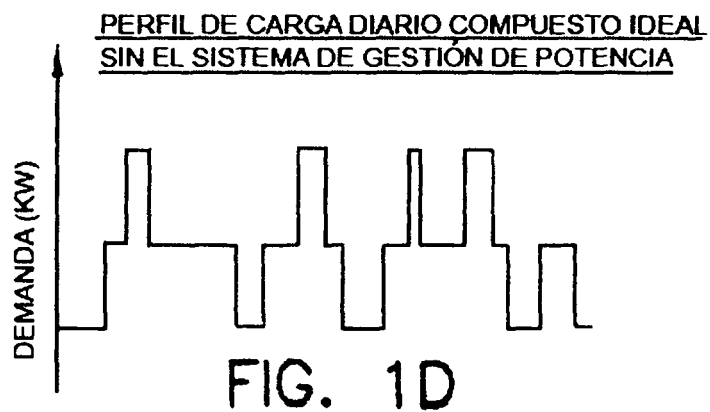 PERFIL DE CARGA DIARIO COMPUESTO IDEAL
SIN EL SISTEMA DE GESTIÓN DE POTENCIA
DEMANDA (KW)
FIG. 1D